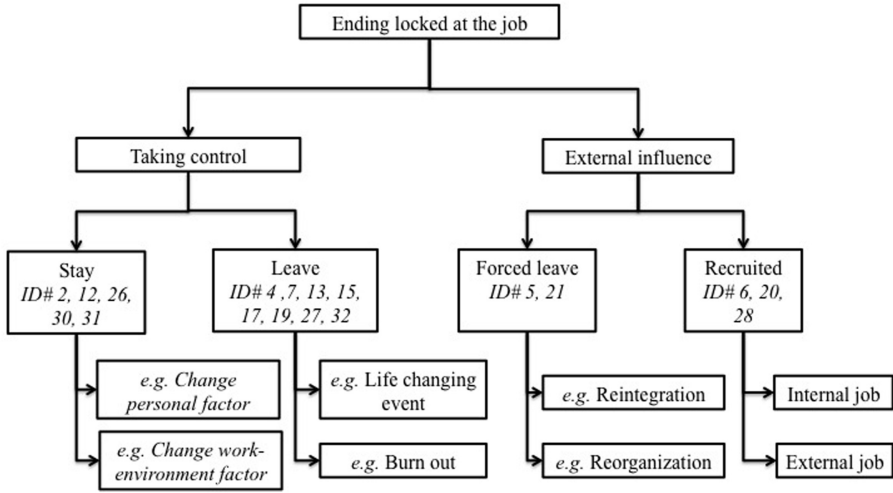 Ending locked at the job
Taking control
External influence
Stay
ID# 2, 12, 26,
30, 31
Leave
ID# 4 ,7, 13, 15,
17, 19, 27, 32
Forced leave
ID# 5, 21
Recruited
ID# 6, 20,
28
e.g. Change
personal factor
e.g. Life changing
event
e.g. Reintegration
Internal job
e.g. Change work-
environment factor
e.g. Burn out
e.g. Reorganization
External job